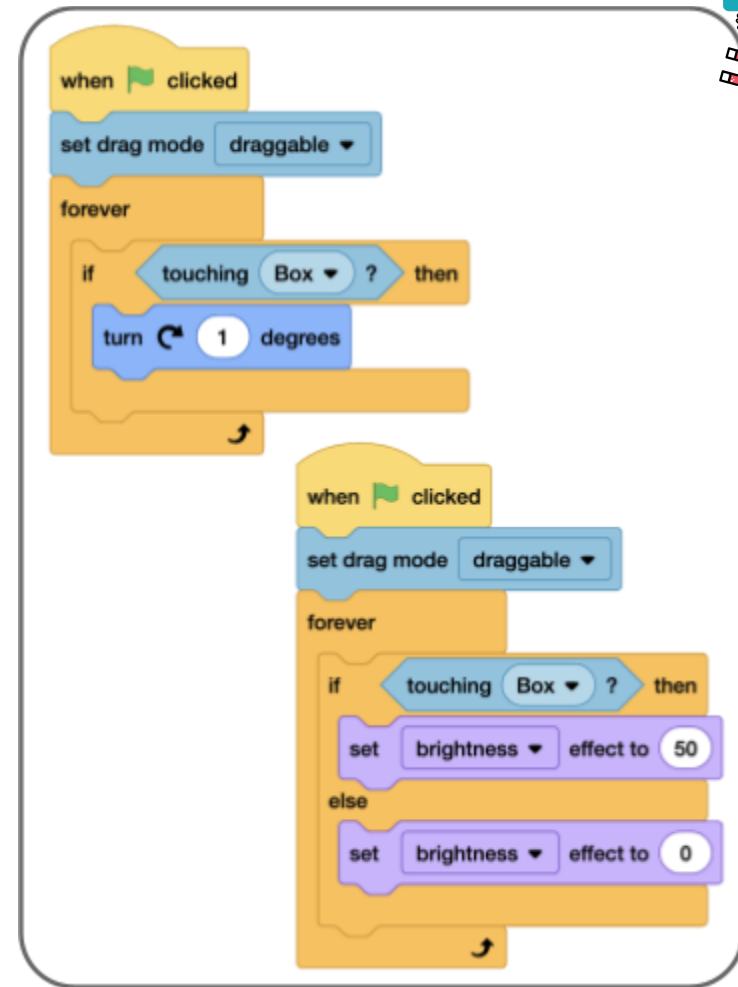 when clicked
set drag mode draggable
forever
if touching Box ? then
turn 1 degrees
when clicked
set drag mode draggable
forever
if touching Box ? then
set brightness effect to 50
else
set brightness effect to 0